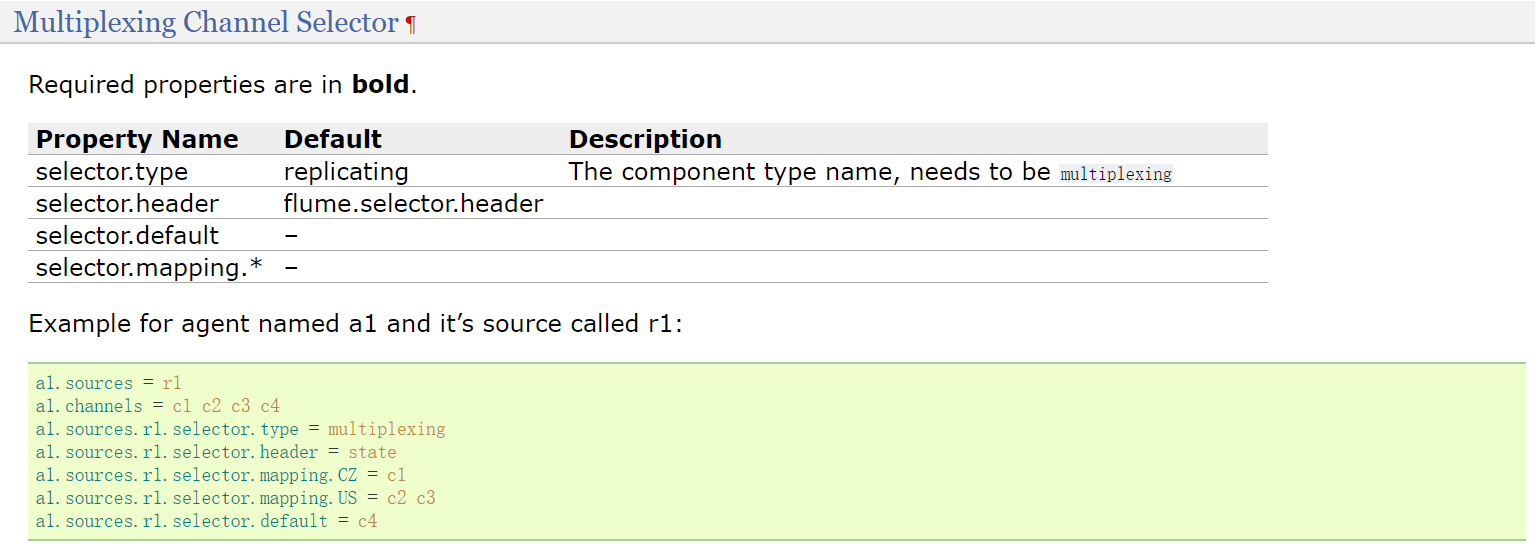 Multiplexing Channel Selector ¶
Required properties are in bold.
Property Name Default Description
selector.type replicating The component type name, needs to be multiplexing
selector.header flume.selector.header
selector.default –
selector.mapping.* –
Example for agent named a1 and it’s source called r1:
a1.sources = r1
a1.channels = c1 c2 c3 c4
a1.sources.r1.selector.type = multiplexing
a1.sources.r1.selector.header = state
a1.sources.r1.selector.mapping.CZ = c1
a1.sources.r1.selector.mapping.US = c2 c3
a1.sources.r1.selector.default = c4